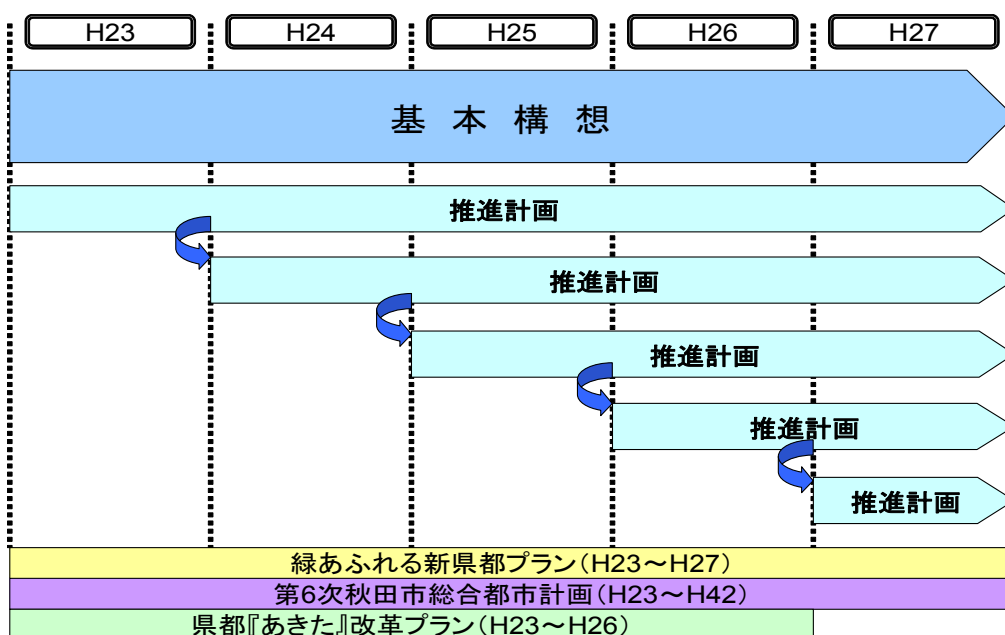 H23 H24 H25 H26 H27
基本構想
推進計画
推進計画
推進計画
推進計画
推進計画
緑あふれる新県都プラン(H23～H27)
第6次秋田市総合都市計画(H23～H42)
県都『あきた』改革プラン(H23～H26)